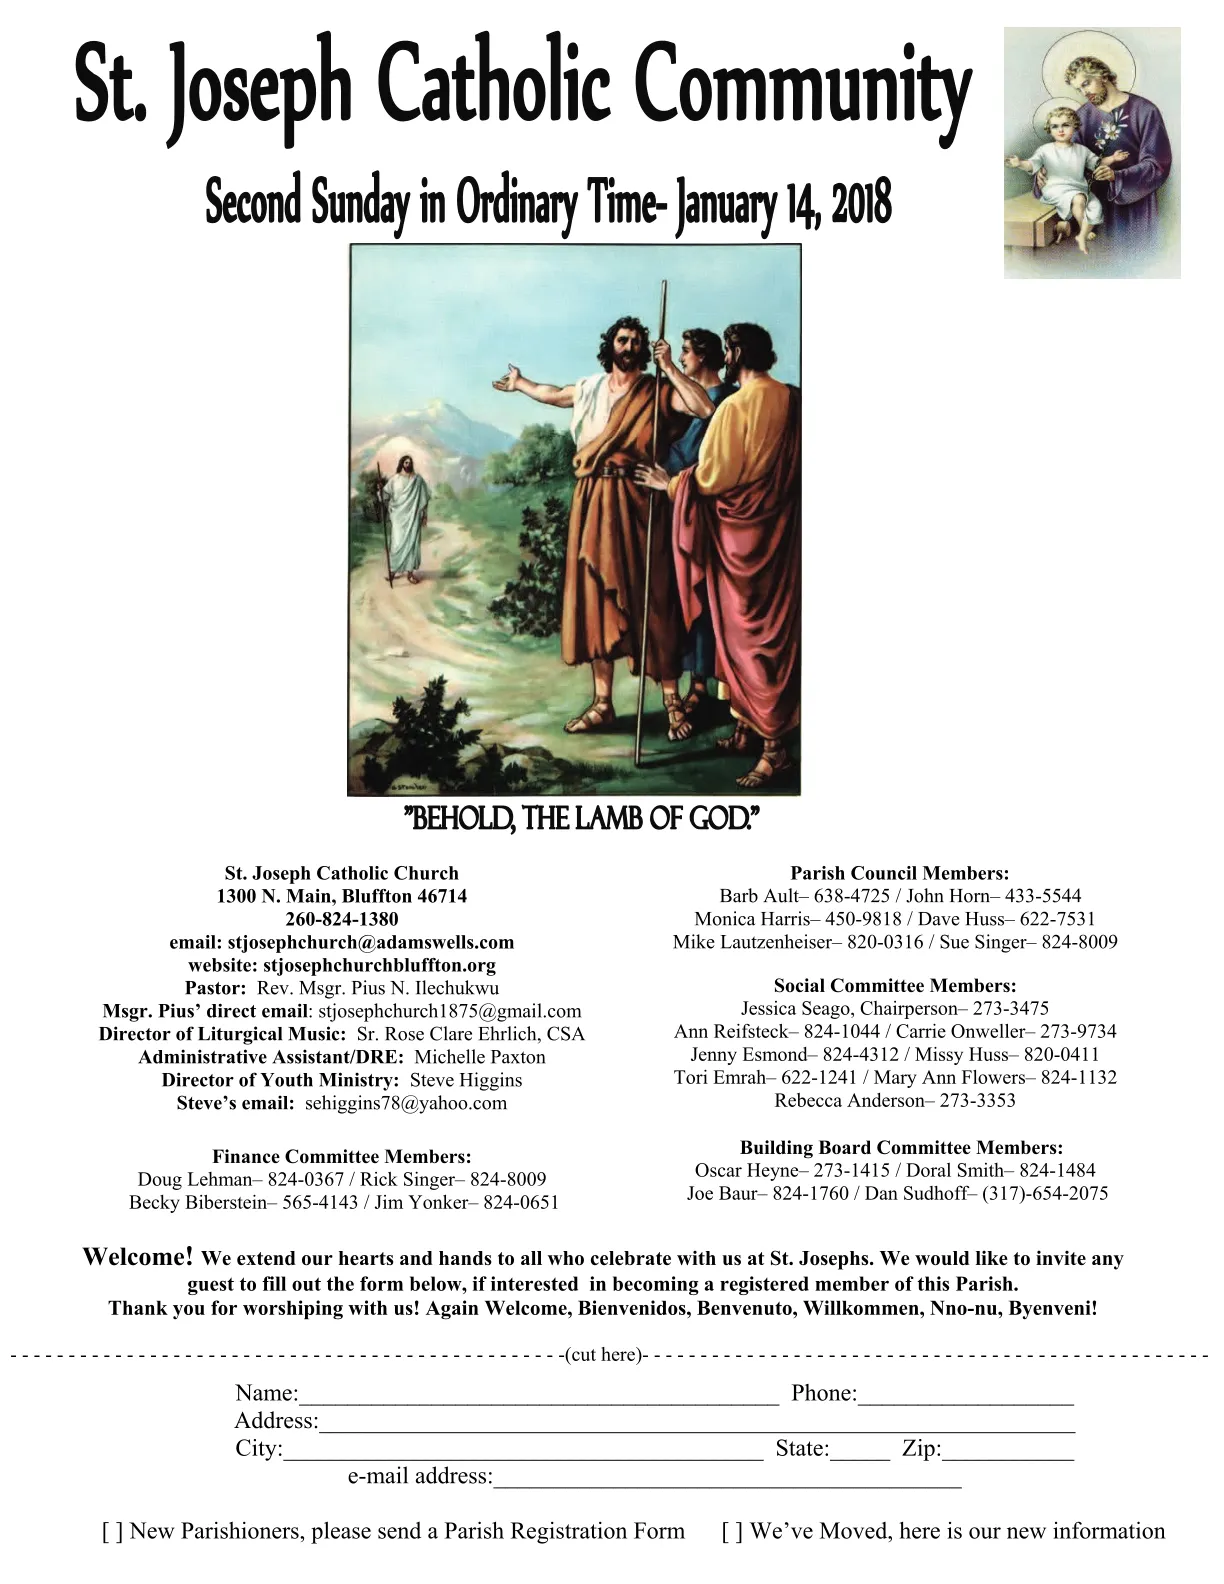 St. Joseph Catholic Community
Second Sunday in Ordinary Time- January 14, 2018
"BEHOLD, THE LAMB OF GOD."
St. Joseph Catholic Church
1300 N. Main, Bluffton 46714
260-824-1380
email: stjosephchurch@adamswells.com
website: stjosephchurchbluffton.org
Pastor:  Rev. Msgr. Pius N. Ilechukwu
Msgr. Pius’ direct email: stjosephchurch1875@gmail.com
Director of Liturgical Music:  Sr. Rose Clare Ehrlich, CSA
Administrative Assistant/DRE:  Michelle Paxton
Director of Youth Ministry:  Steve Higgins
Steve’s email:  sehiggins78@yahoo.com
Finance Committee Members:
Doug Lehman– 824-0367 / Rick Singer– 824-8009
Becky Biberstein– 565-4143 / Jim Yonker– 824-0651
Parish Council Members:
Barb Ault– 638-4725 / John Horn– 433-5544
Monica Harris– 450-9818 / Dave Huss– 622-7531
Mike Lautzenheiser– 820-0316 / Sue Singer– 824-8009
Social Committee Members:
Jessica Seago, Chairperson– 273-3475
Ann Reifsteck– 824-1044 / Carrie Onweller– 273-9734
Jenny Esmond– 824-4312 / Missy Huss– 820-0411
Tori Emrah– 622-1241 / Mary Ann Flowers– 824-1132
Rebecca Anderson– 273-3353
Building Board Committee Members:
Oscar Heyne– 273-1415 / Doral Smith– 824-1484
Joe Baur– 824-1760 / Dan Sudhoff– (317)-654-2075
Welcome! We extend our hearts and hands to all who celebrate with us at St. Josephs. We would like to invite any
guest to fill out the form below, if interested  in becoming a registered member of this Parish.
Thank you for worshiping with us! Again Welcome, Bienvenidos, Benvenuto, Willkommen, Nno-nu, Byenveni!
- - - - - - - - - - - - - - - - - - - - - - - - - - - - - - - - - - - - - - - - - - - - - - - -(cut here)- - - - - - - - - - - - - - - - - - - - - - - - - - - - - - - - - - - - - - - - - - - - - - - - -
Name:________________________________________ Phone:__________________
Address:_______________________________________________________________
City:________________________________________ State:_____ Zip:___________
e-mail address:_______________________________________
[ ] New Parishioners, please send a Parish Registration Form [ ] We’ve Moved, here is our new information